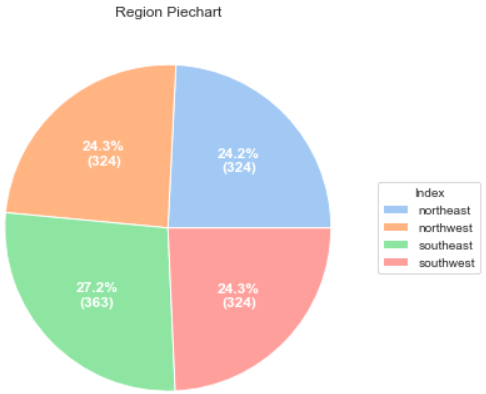 Region Piechart
24.3%
(324)
24.2%
(324)
27.2%
(363)
24.3%
(324)
Index
northeast
northwest
southeast
southwest